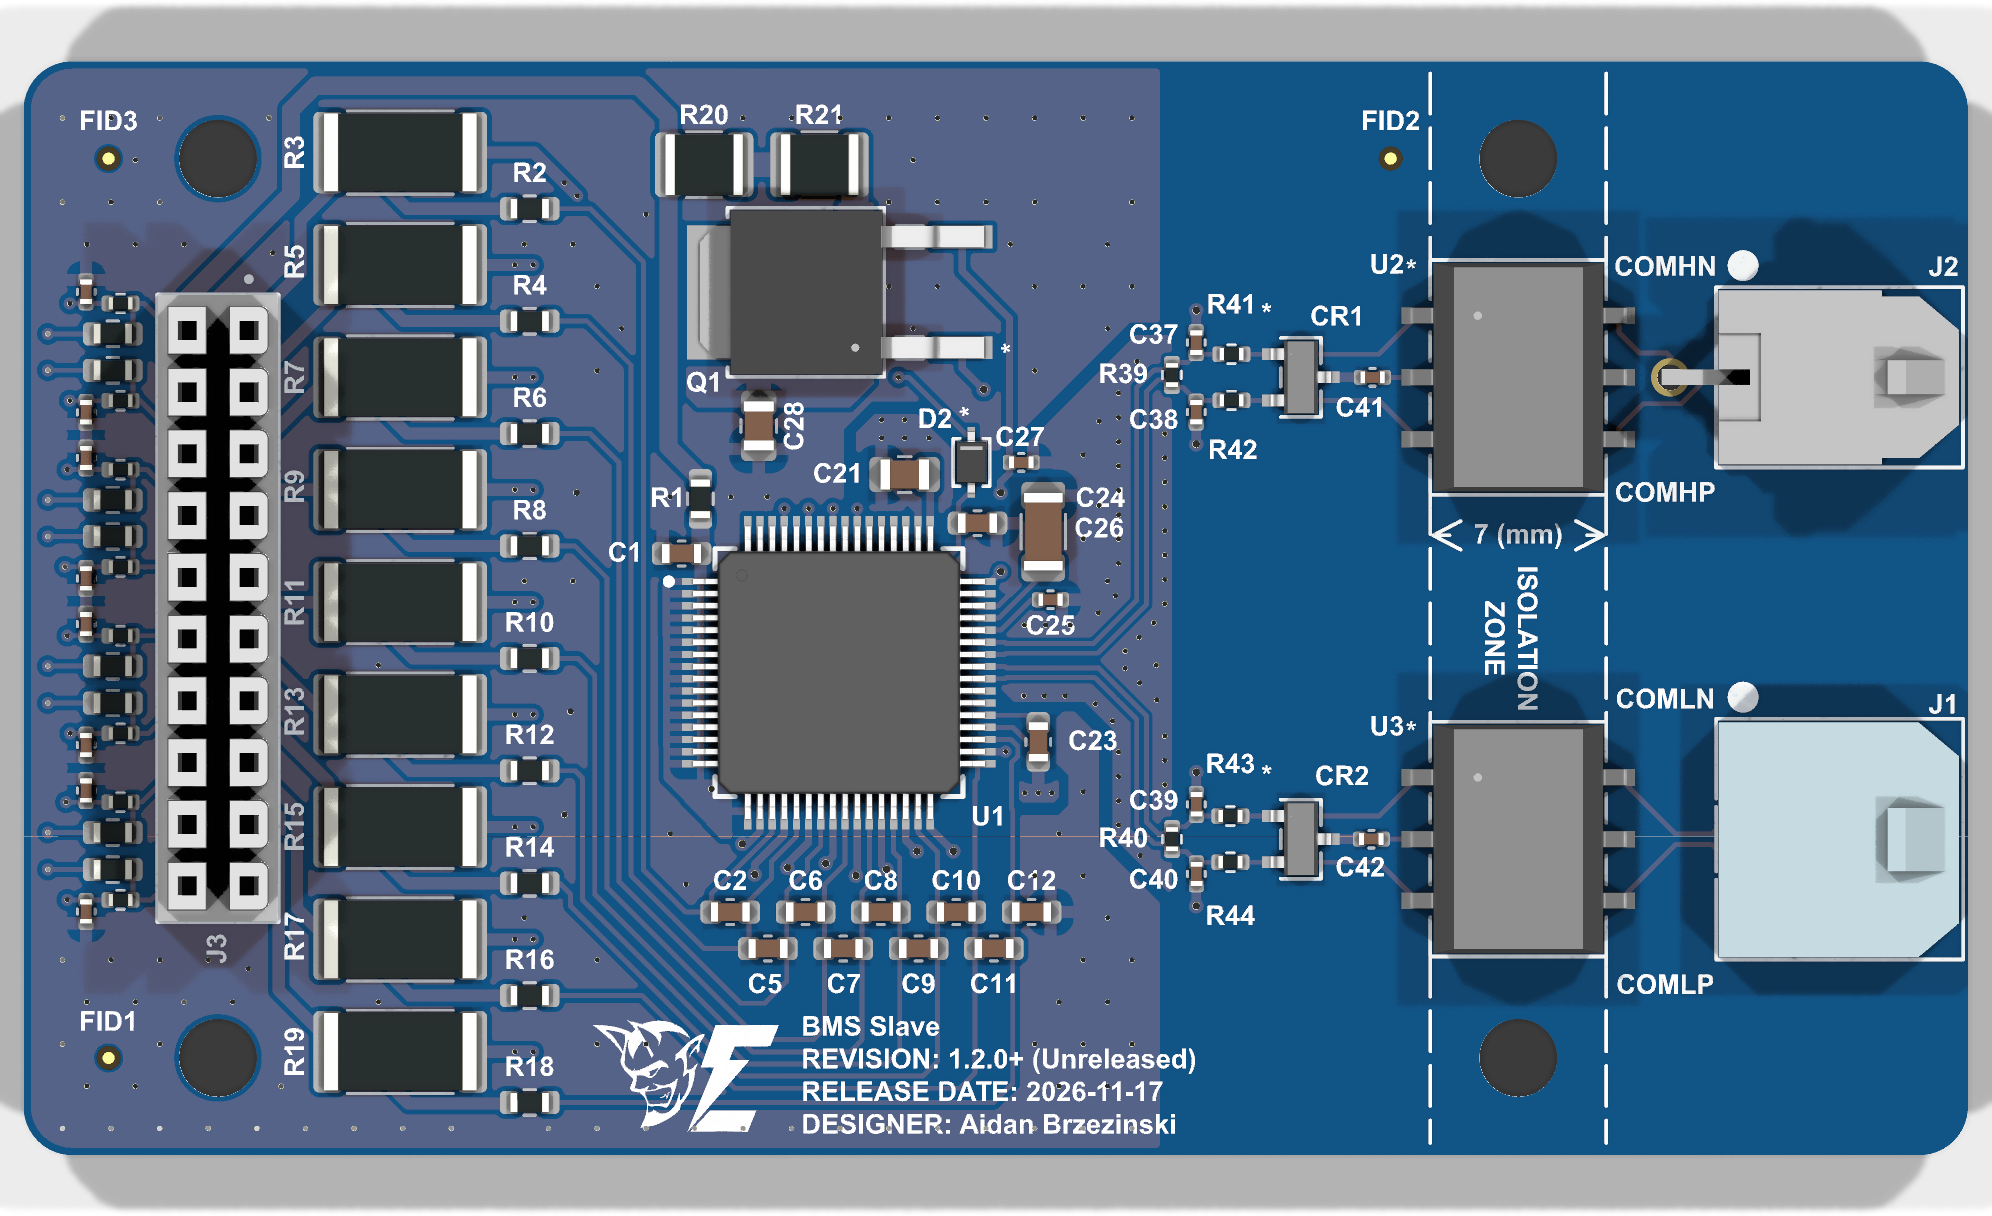 FID3
R3
R2
R20
R21
FID2
R5
R4
U2*
COMHN
J2
R41 *
CR1
C37
R7
R6
Q1
*
R39
C41
C38
D2 *
C28
C27
R42
R9
R8
R1
C21
C24
C26
COMHP
7 (mm)
C1
ISOLATION
ZONE
R11
R10
C25
R13
R12
C23
COMLN
J1
U3*
R43 *
CR2
R15
R14
U1
C39
R40
C42
C40
C2
C6
C8
C10
C12
R44
J3
R17
R16
C5
C7
C9
C11
COMLP
FID1
R19
R18
BMS Slave
REVISION: 1.2.0+ (Unreleased)
RELEASE DATE: 2026-11-17
DESIGNER: Aidan Brzezinski